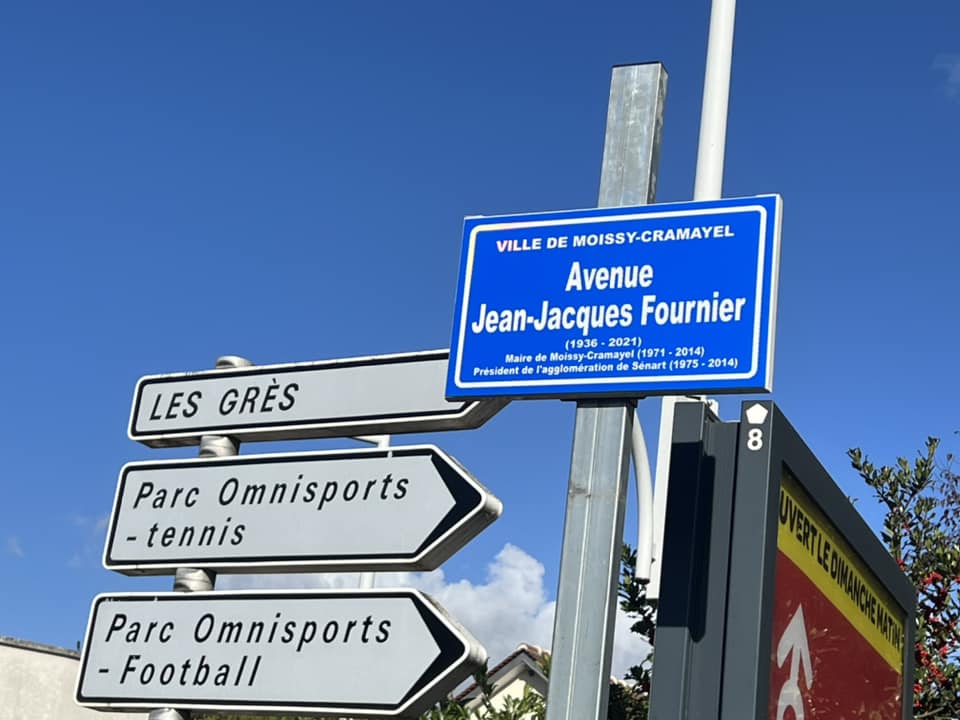 VILLE DE MOISSY-CRAMAYEL
Avenue
Jean-Jacques Fournier
(1936 - 2021)
Maire de Moissy-Cramayel (1971 - 2014)
Président de l'agglomération de Sénart (1975 - 2014)
LES GRÈS
Parc Omnisports
- tennis
Parc Omnisports
- Football
8
UVERT LE DIMANCHE MATIN